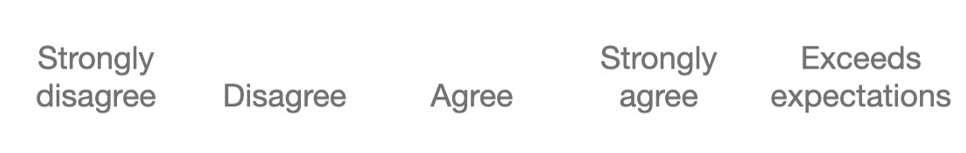 Strongly
disagree
Disagree
Agree
Strongly
agree
Exceeds
expectations